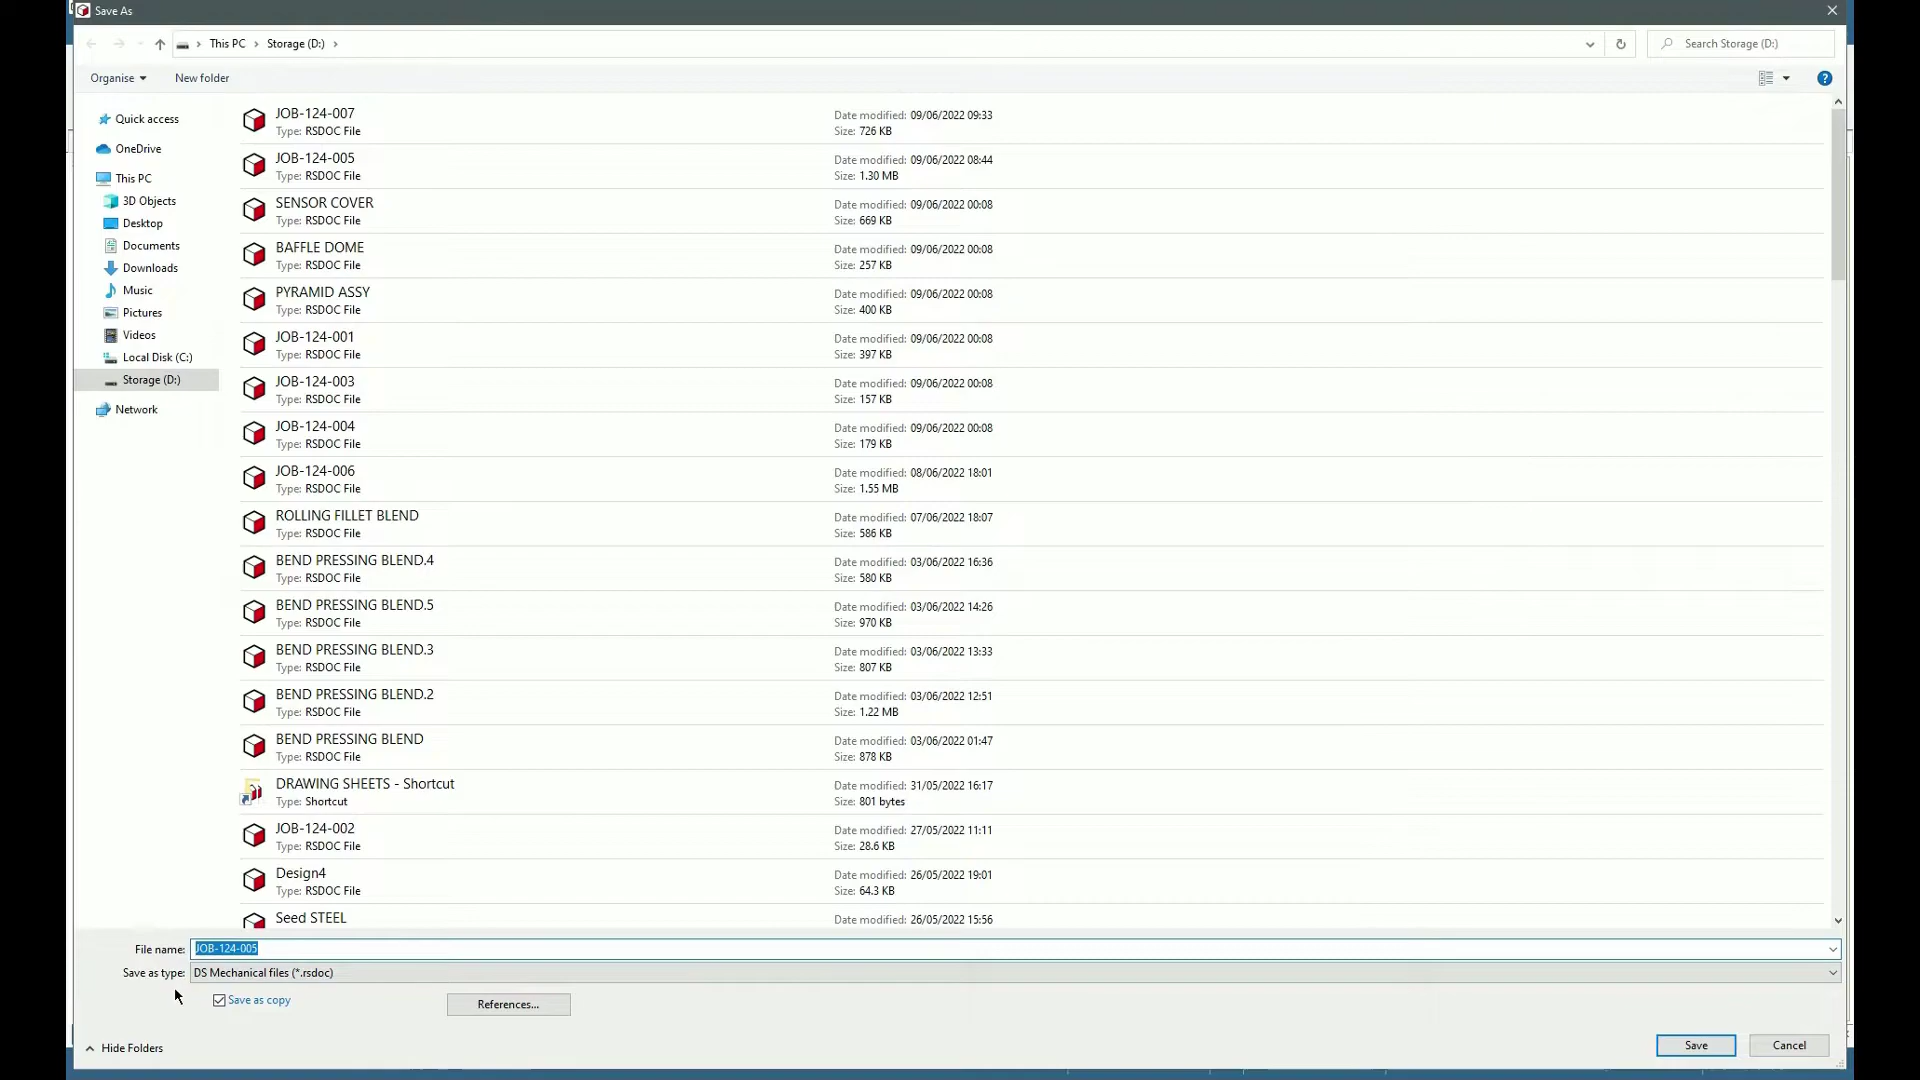 Save As
This PC
Storage (D:)
Search Storage (D:)
Organise
New folder
Quick access
OneDrive
This PC
3D Objects
Desktop
Documents
Downloads
Music
Pictures
Videos
Local Disk (C:)
Storage (D:)
Network
JOB-124-007
Type: RSDOC File
Date modified: 09/06/2022 09:33
Size: 726 KB
JOB-124-005
Type: RSDOC File
Date modified: 09/06/2022 08:44
Size: 1.30 MB
SENSOR COVER
Type: RSDOC File
Date modified: 09/06/2022 00:08
Size: 669 KB
BAFFLE DOME
Type: RSDOC File
Date modified: 09/06/2022 00:08
Size: 257 KB
PYRAMID ASSY
Type: RSDOC File
Date modified: 09/06/2022 00:08
Size: 400 KB
JOB-124-001
Type: RSDOC File
Date modified: 09/06/2022 00:08
Size: 397 KB
JOB-124-003
Type: RSDOC File
Date modified: 09/06/2022 00:08
Size: 157 KB
JOB-124-004
Type: RSDOC File
Date modified: 09/06/2022 00:08
Size: 179 KB
JOB-124-006
Type: RSDOC File
Date modified: 08/06/2022 18:01
Size: 1.55 MB
ROLLING FILLET BLEND
Type: RSDOC File
Date modified: 07/06/2022 18:07
Size: 586 KB
BEND PRESSING BLEND.4
Type: RSDOC File
Date modified: 03/06/2022 16:36
Size: 580 KB
BEND PRESSING BLEND.5
Type: RSDOC File
Date modified: 03/06/2022 14:26
Size: 970 KB
BEND PRESSING BLEND.3
Type: RSDOC File
Date modified: 03/06/2022 13:33
Size: 807 KB
BEND PRESSING BLEND.2
Type: RSDOC File
Date modified: 03/06/2022 12:51
Size: 1.22 MB
BEND PRESSING BLEND
Type: RSDOC File
Date modified: 03/06/2022 01:47
Size: 878 KB
DRAWING SHEETS - Shortcut
Type: Shortcut
Date modified: 31/05/2022 16:17
Size: 801 bytes
JOB-124-002
Type: RSDOC File
Date modified: 27/05/2022 11:11
Size: 28.6 KB
Design4
Type: RSDOC File
Date modified: 26/05/2022 19:01
Size: 64.3 KB
Seed STEEL
Date modified: 26/05/2022 15:56
File name: JOB-124-005
Save as type: DS Mechanical files (*.rsdoc)
Save as copy
References...
Hide Folders
Save
Cancel